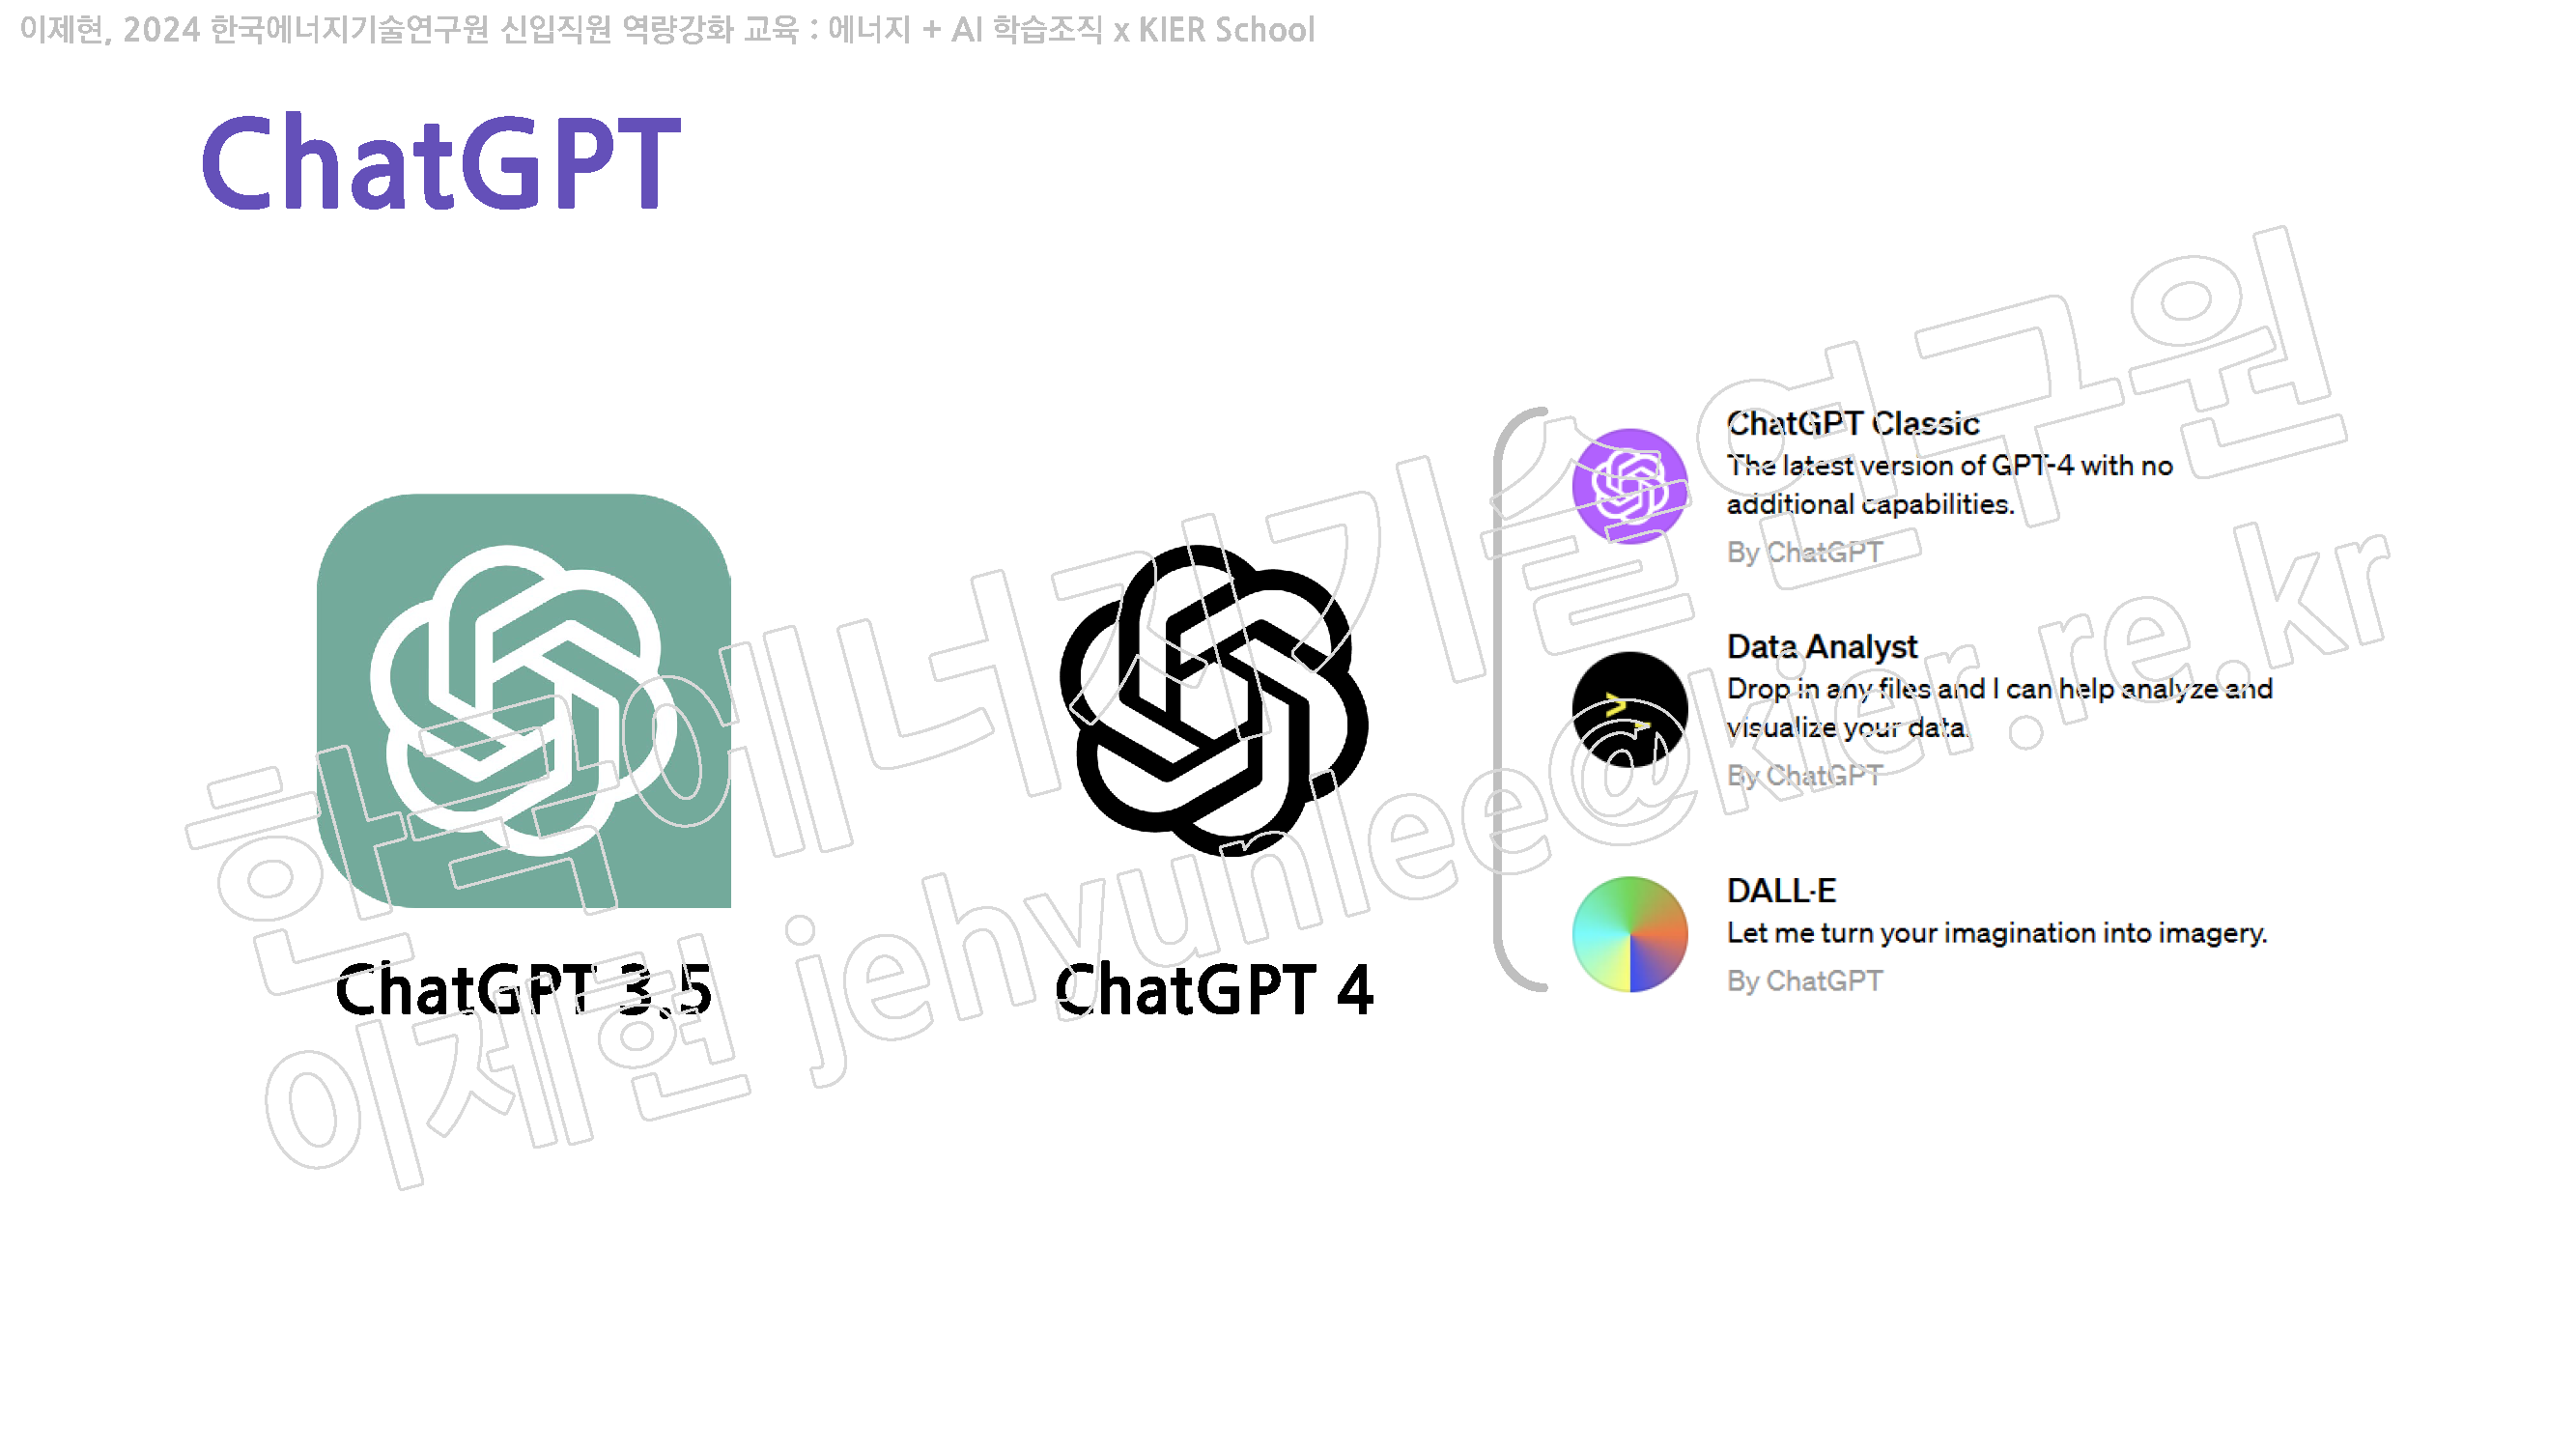 이제현, 2024 한국에너지기술연구원 신입직원 역량강화 교육 : 에너지 + AI 학습조직 x KIER School
ChatGPT
ChatGPT 3.5
ChatGPT 4
ChatGPT Classic
The latest version of GPT-4 with no
additional capabilities.
By ChatGPT
Data Analyst
Drop in any files and I can help analyze and
visualize your data.
By ChatGPT
DALL·E
Let me turn your imagination into imagery.
By ChatGPT
한국에너지기술연구원
이제현 jehyunlee@kier.re.kr